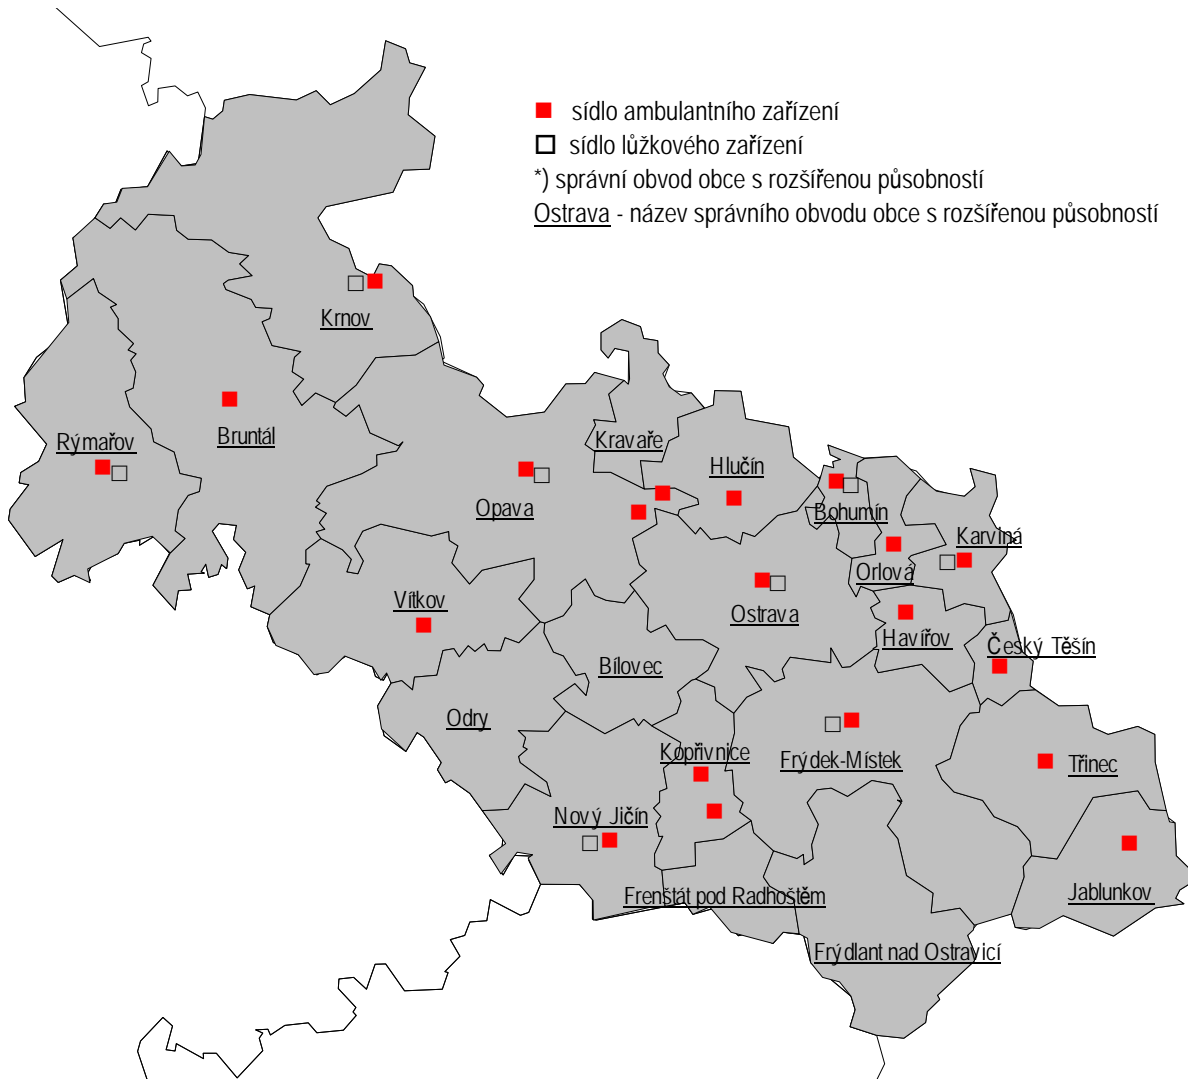 sídlo ambulantního zařízení
sídlo lůžkového zařízení
*) správní obvod obce s rozšířenou působností
Ostrava - název správního obvodu obce s rozšířenou působností
Krnov
Rýmařov
Bruntál
Kravaře
Hlučín
Opava
Bohumín
Karviná
Orlová
Vítkov
Ostrava
Havířov
Český Těšín
Bílovec
Odry
Kopřivnice
Frýdek-Místek
Třinec
Nový Jičín
Frenštát pod Radhoštěm
Jablunkov
Frýdlant nad Ostravicí